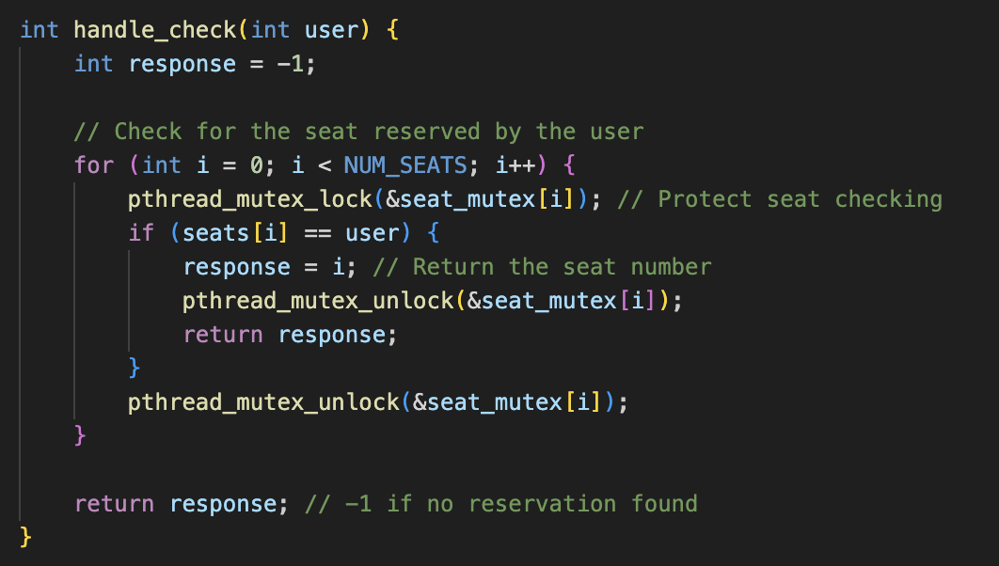 int handle_check(int user) {
    int response = -1;

    // Check for the seat reserved by the user
    for (int i = 0; i < NUM_SEATS; i++) {
        pthread_mutex_lock(&seat_mutex[i]); // Protect seat checking
        if (seats[i] == user) {
            response = i; // Return the seat number
            pthread_mutex_unlock(&seat_mutex[i]);
            return response;
        }
        pthread_mutex_unlock(&seat_mutex[i]);
    }

    return response; // -1 if no reservation found
}